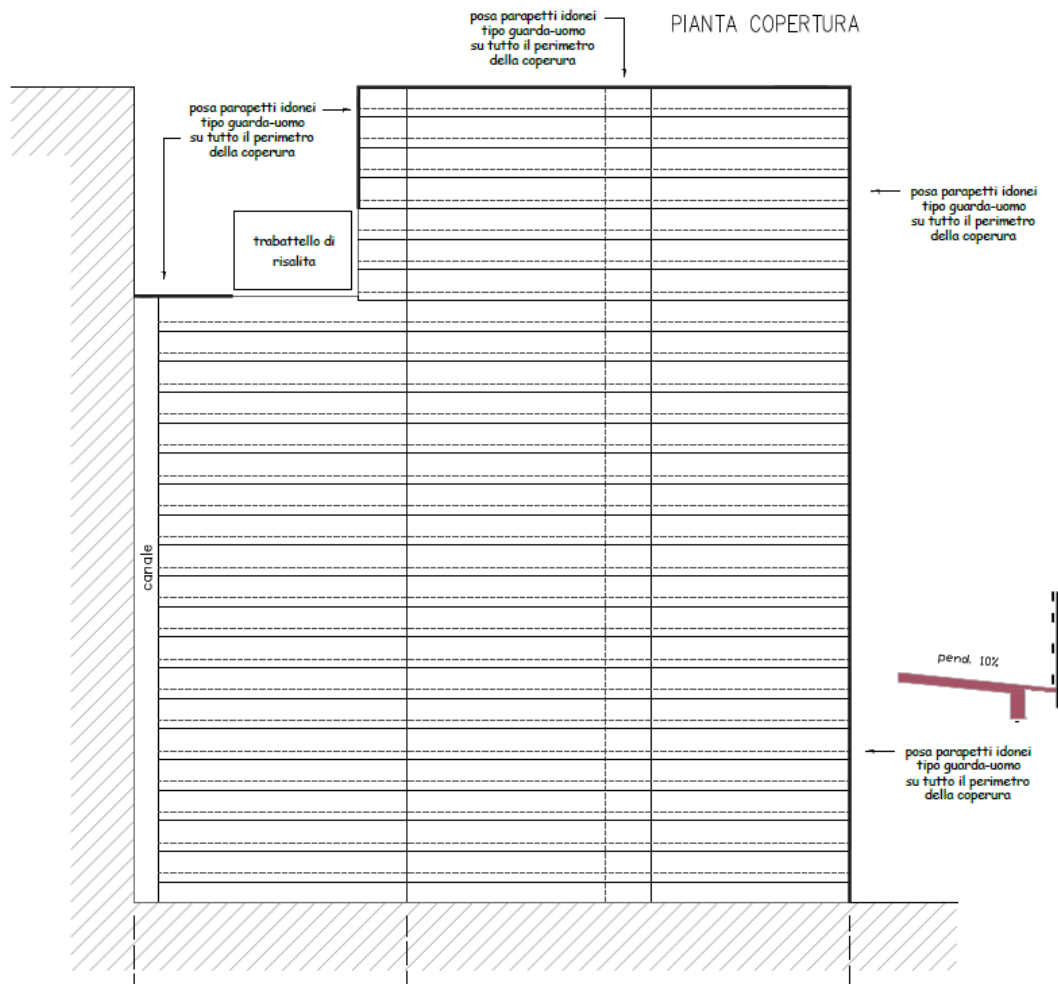 PIANTA COPERTURA
posa parapetti idonei
tipo guarda-uomo
su tutto il perimetro
della coperura
posa parapetti idonei
tipo guarda-uomo
su tutto il perimetro
della coperura
posa parapetti idonei
tipo guarda-uomo
su tutto il perimetro
della coperura
trabattello di
risalita
canale
pend. 10%
posa parapetti idonei
tipo guarda-uomo
su tutto il perimetro
della coperura